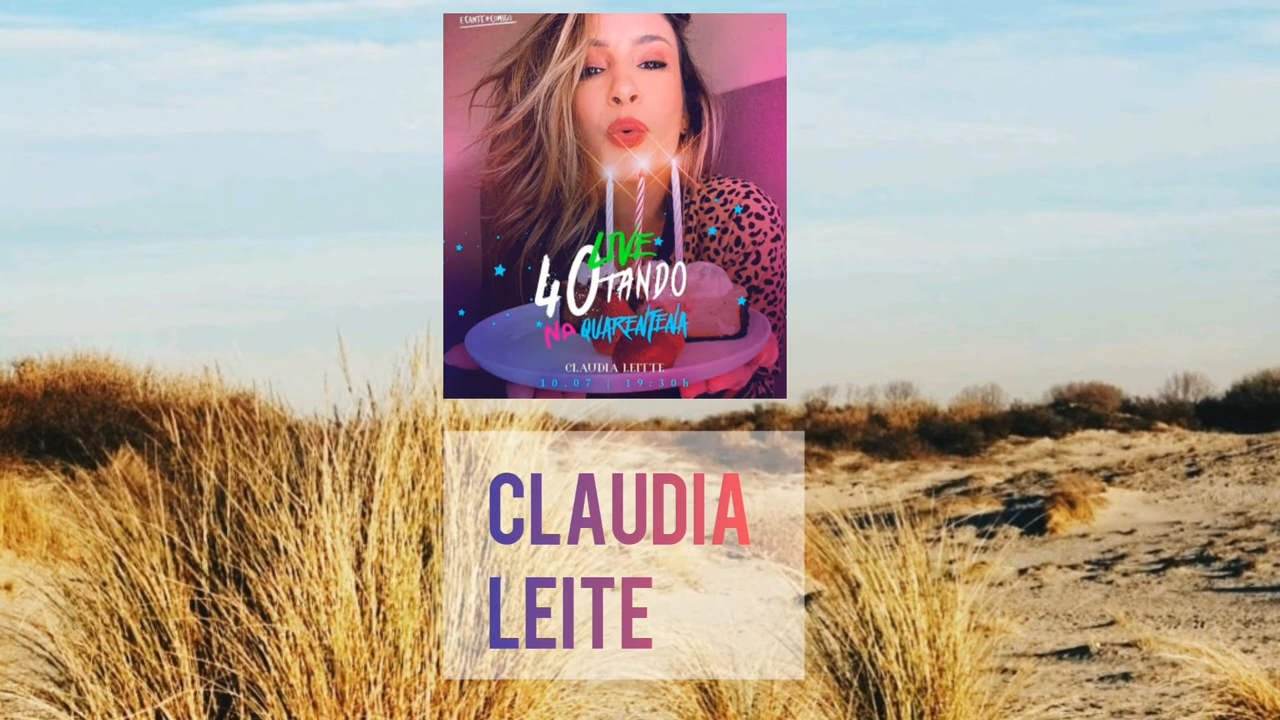 E CANTE COMIGO
LIVE
40TANDO
NA QUARENTENA
CLAUDIA LEITTE
10.07 | 19:30h
CLAUDIA
LEITE